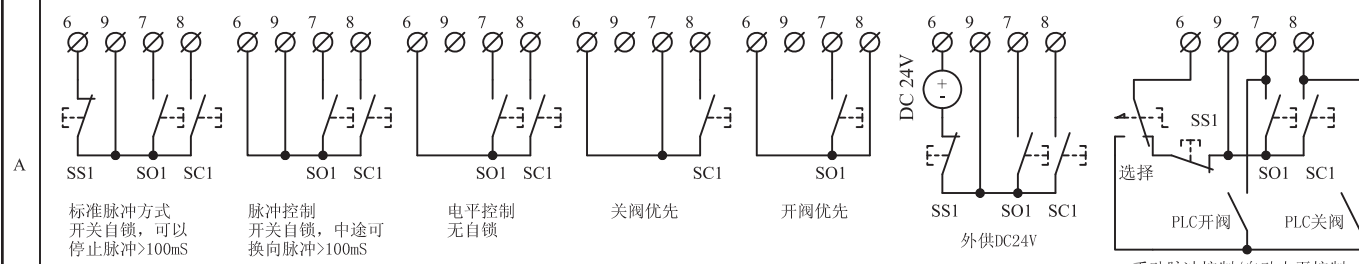 6 9 7 8
6 9 7 8
6 9 7 8
6 9 7 8
6 9 7 8
6 9 7 8
6 9 7 8
DC 24V
+
-
A
SS1 SO1 SC1
SO1 SC1
SO1 SC1
SC1
SO1
SS1 SO1 SC1
SS1
选择
SO1 SC1
标准脉冲方式
开关自锁，可以
停止脉冲>100mS
脉冲控制
开关自锁，中途可
换向脉冲>100mS
电平控制
无自锁
关阀优先
开阀优先
外供DC24V
PLC开阀
PLC关阀